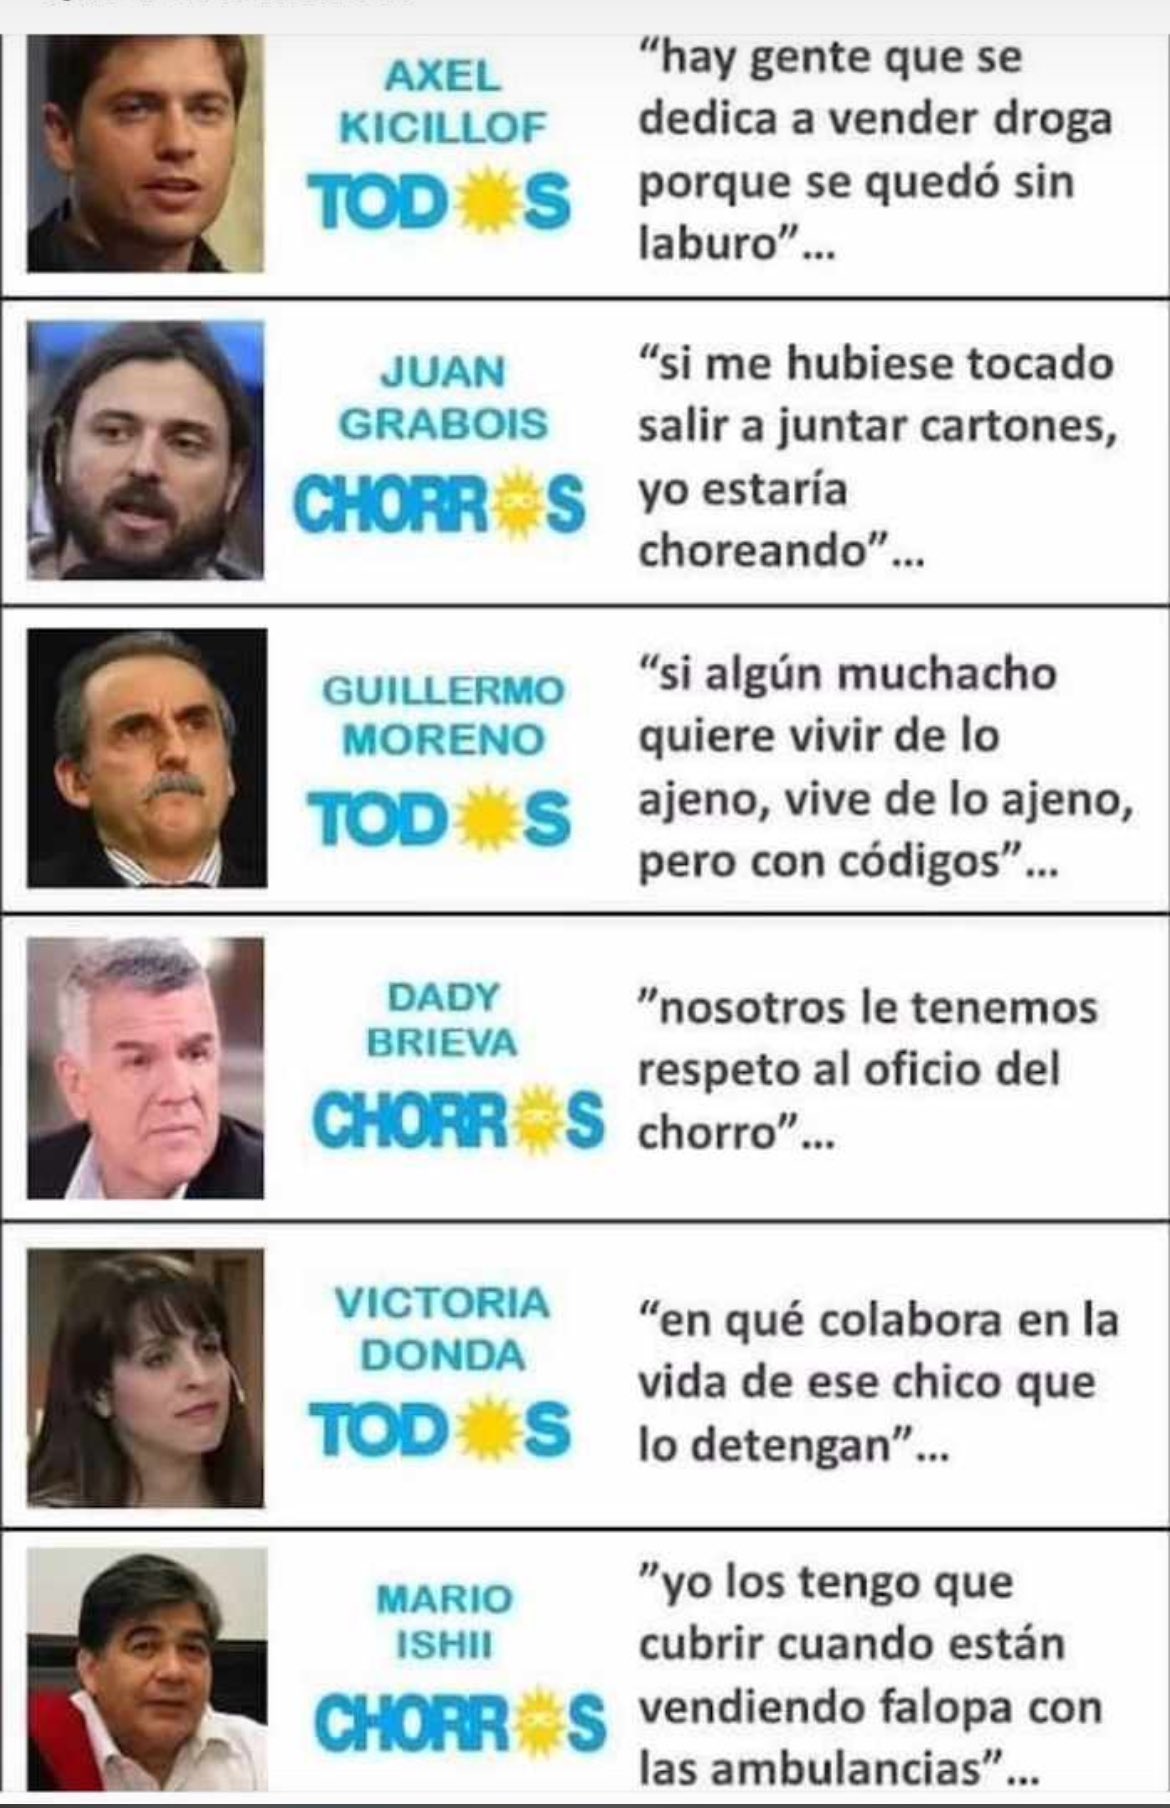 AXEL
KICILLOF
TODOS
“hay gente que se
dedica a vender droga
porque se quedó sin
laburo”...
JUAN
GRABOIS
CHORROS
“si me hubiese tocado
salir a juntar cartones,
yo estaría
choreando”...
GUILLERMO
MORENO
TODOS
“si algún muchacho
quiere vivir de lo
ajeno, vive de lo ajeno,
pero con códigos”...
DADY
BRIEVA
CHORROS
”nosotros le tenemos
respeto al oficio del
chorro”...
VICTORIA
DONDA
TODOS
“en qué colabora en la
vida de ese chico que
lo detengan”...
MARIO
ISHII
CHORROS
”yo los tengo que
cubrir cuando están
vendiendo falopa con
las ambulancias”...